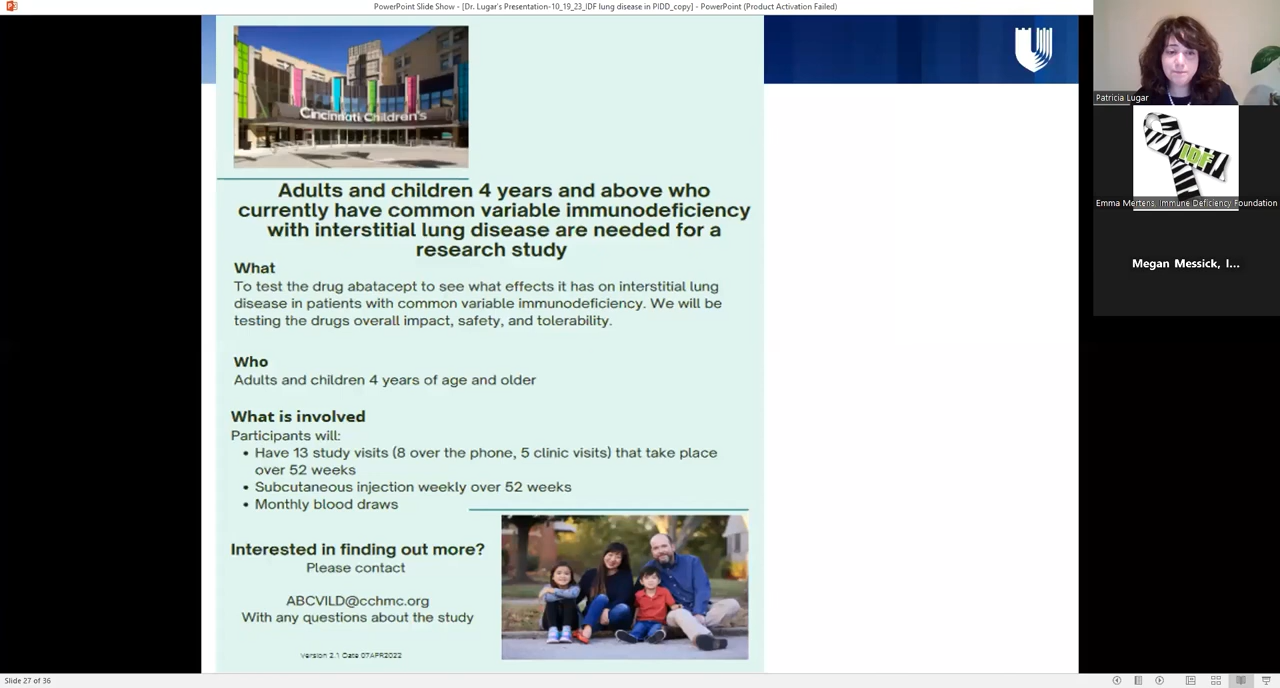 PowerPoint Slide Show - [Dr. Lugar's Presentation-10_19_23_IDF lung disease in PIDD_copy] - PowerPoint (Product Activation Failed)
Cincinnati Children's
Adults and children 4 years and above who
currently have common variable immunodeficiency
with interstitial lung disease are needed for a
research study
What
To test the drug abatacept to see what effects it has on interstitial lung
disease in patients with common variable immunodeficiency. We will be
testing the drugs overall impact, safety, and tolerability.
Who
Adults and children 4 years of age and older
What is involved
Participants will:
• Have 13 study visits (8 over the phone, 5 clinic visits) that take place
over 52 weeks
• Subcutaneous injection weekly over 52 weeks
• Monthly blood draws
Interested in finding out more?
Please contact
ABCVILD@cchmc.org
With any questions about the study
Version 2.1 Date 07APR2022
Patricia Lugar
IDF
Emma Mertens, Immune Deficiency Foundation
Megan Messick, I...
Slide 27 of 36